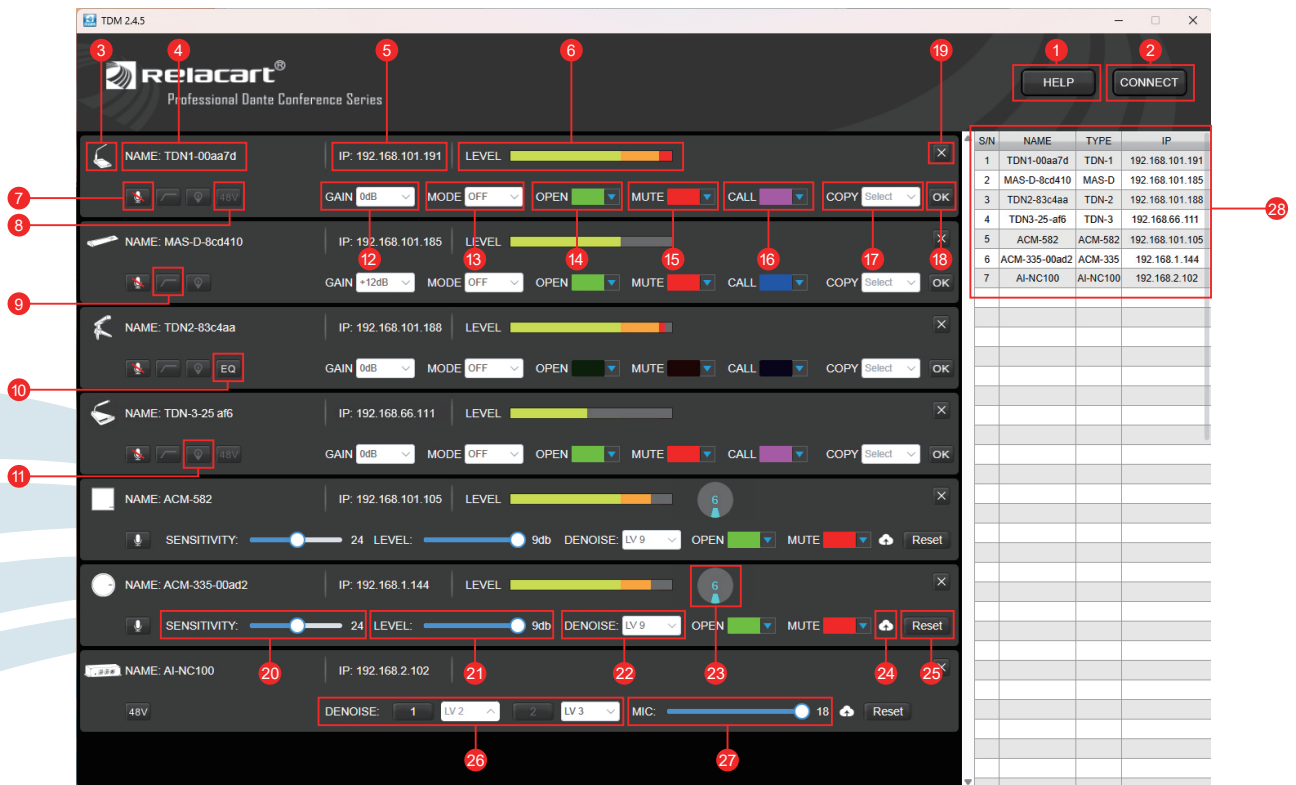 TDM 2.4.5
3 4 5 6 19 1 2
Relacart®
Professional Dante Conference Series
HELP CONNECT
NAME: TDN1-00aa7d IP: 192.168.101.191 LEVEL
7 48V GAIN 0dB MODE OFF OPEN MUTE CALL COPY Select OK
8
NAME: MAS-D-8cd410 IP: 192.168.101.185 LEVEL
12 13 14 15 16 17 18
9 GAIN +12dB MODE OFF OPEN MUTE CALL COPY Select OK
NAME: TDN2-83c4aa IP: 192.168.101.188 LEVEL
EQ GAIN 0dB MODE OFF OPEN MUTE CALL COPY Select OK
10
NAME: TDN-3-25 af6 IP: 192.168.66.111 LEVEL
48V GAIN 0dB MODE OFF OPEN MUTE CALL COPY Select OK
11
NAME: ACM-582 IP: 192.168.101.105 LEVEL 6
SENSITIVITY: 24 LEVEL: 9db DENOISE: LV 9 OPEN MUTE Reset
NAME: ACM-335-00ad2 IP: 192.168.1.144 LEVEL 6
SENSITIVITY: 24 LEVEL: 9db DENOISE: LV 9 OPEN MUTE Reset
NAME: AI-NC100 IP: 192.168.2.102
20 21 22 23 24 25
48V DENOISE: 1 LV 2 2 LV 3 MIC: 18 Reset
26 27
S/N NAME TYPE IP
1 TDN1-00aa7d TDN-1 192.168.101.191
2 MAS-D-8cd410 MAS-D 192.168.101.185
3 TDN2-83c4aa TDN-2 192.168.101.188
4 TDN3-25-af6 TDN-3 192.168.66.111
5 ACM-582 ACM-582 192.168.101.105
6 ACM-335-00ad2 ACM-335 192.168.1.144
7 AI-NC100 AI-NC100 192.168.2.102
28